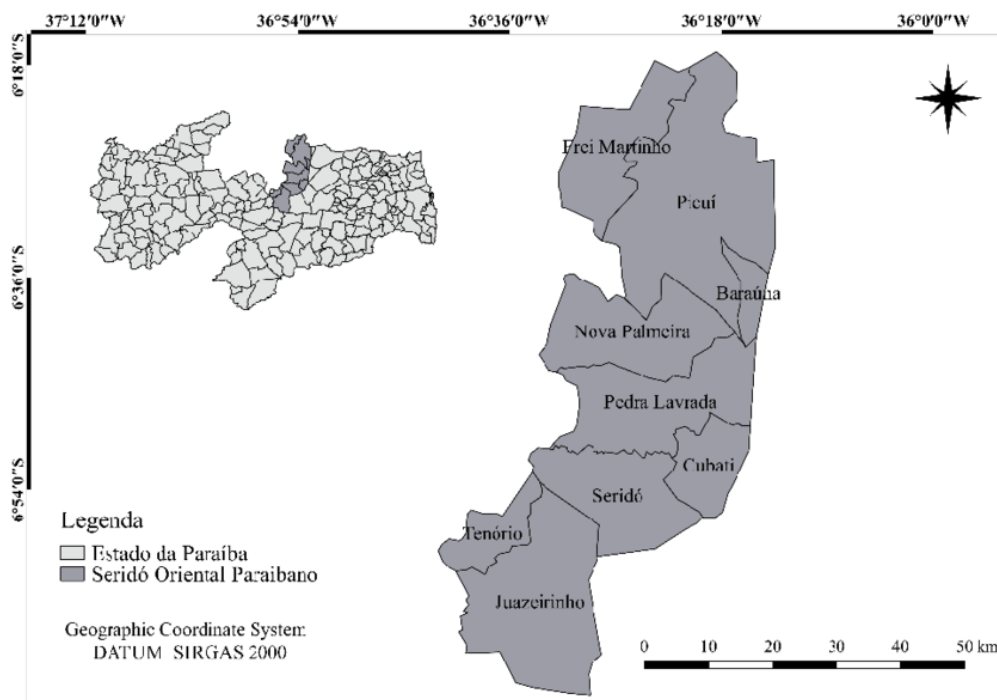 37°12'0"W 36°54'0"W 36°36'0"W 36°18'0"W 36°0'0"W
6°18'0"S
6°36'0"S
6°54'0"S
Frei Martinho
Picuí
Baraúna
Nova Palmeira
Pedra Lavrada
Cubati
Seridó
Tenório
Juazeirinho
Legenda
Estado da Paraíba
Seridó Oriental Paraibano
Geographic Coordinate System
DATUM SIRGAS 2000
0 10 20 30 40 50 km